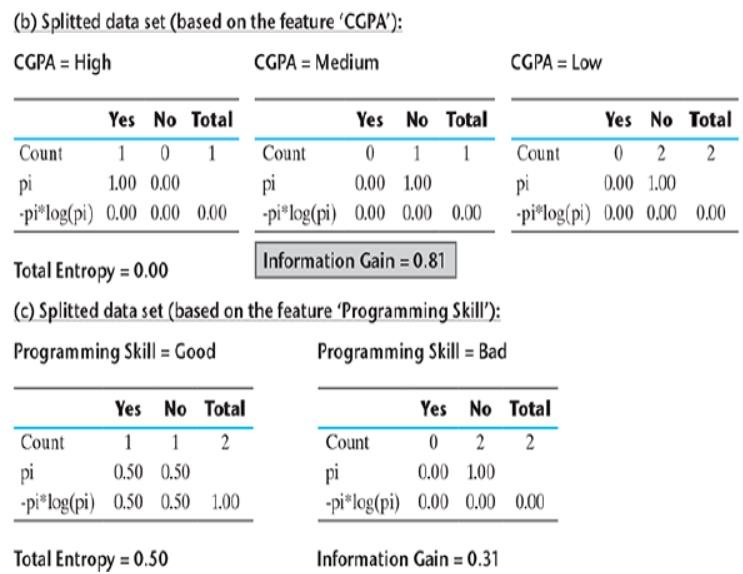 (b) Splitted data set (based on the feature ‘CGPA’):
CGPA = High CGPA = Medium CGPA = Low
Yes No Total Yes No Total Yes No Total
Count 1 0 1 Count 0 1 1 Count 0 2 2
pi 1.00 0.00 pi 0.00 1.00 pi 0.00 1.00
-pi*log(pi) 0.00 0.00 0.00 -pi*log(pi) 0.00 0.00 0.00 -pi*log(pi) 0.00 0.00 0.00
Total Entropy = 0.00 Information Gain = 0.81
(c) Splitted data set (based on the feature ‘Programming Skill’):
Programming Skill = Good Programming Skill = Bad
Yes No Total Yes No Total
Count 1 1 2 Count 0 2 2
pi 0.50 0.50 pi 0.00 1.00
-pi*log(pi) 0.50 0.50 1.00 -pi*log(pi) 0.00 0.00 0.00
Total Entropy = 0.50 Information Gain = 0.31